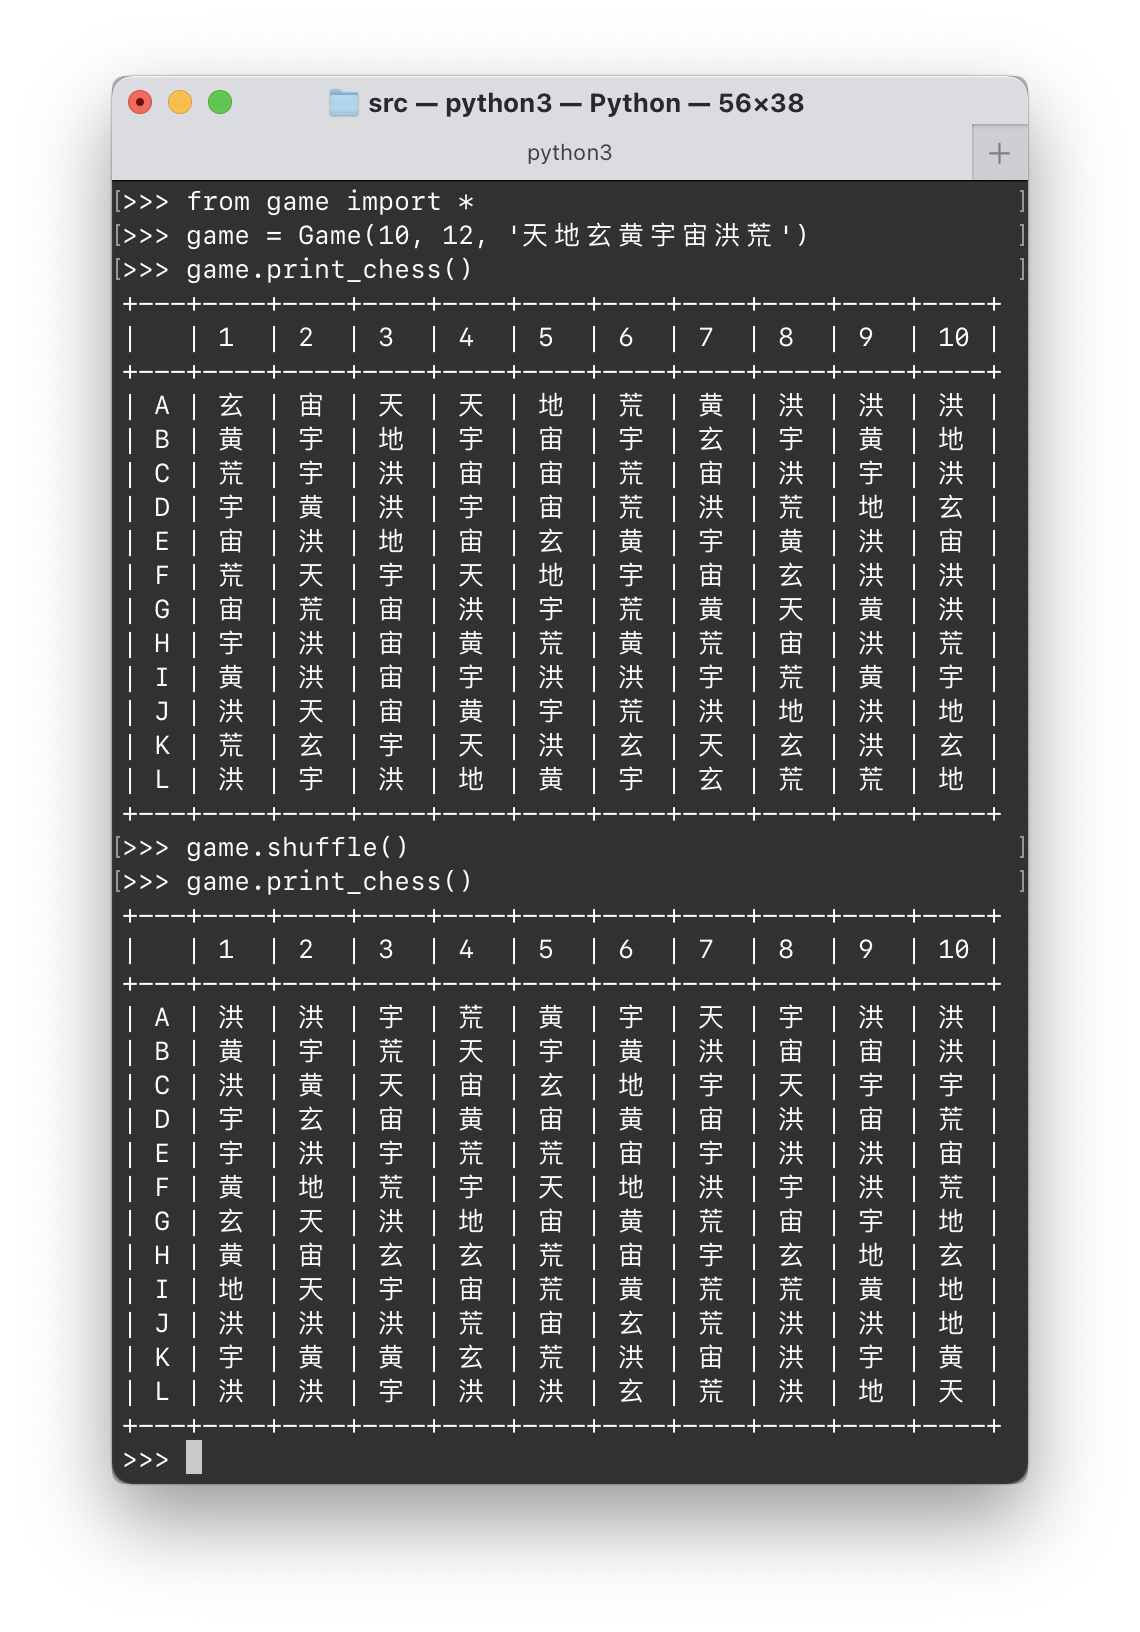 src — python3 — Python — 56×38
python3
>>> from game import *
>>> game = Game(10, 12, '天地玄黄宇宙洪荒')
>>> game.print_chess()
+---+----+----+----+----+----+----+----+----+----+----+
|   | 1  | 2  | 3  | 4  | 5  | 6  | 7  | 8  | 9  | 10 |
+---+----+----+----+----+----+----+----+----+----+----+
| A | 玄 | 宙 | 天 | 天 | 地 | 荒 | 黄 | 洪 | 洪 | 洪 |
| B | 黄 | 宇 | 地 | 宇 | 宙 | 宇 | 玄 | 宇 | 黄 | 地 |
| C | 荒 | 宇 | 洪 | 宙 | 宙 | 荒 | 宙 | 洪 | 宇 | 洪 |
| D | 宇 | 黄 | 洪 | 宇 | 宙 | 荒 | 洪 | 荒 | 地 | 玄 |
| E | 宙 | 洪 | 地 | 宙 | 玄 | 黄 | 宇 | 黄 | 洪 | 宙 |
| F | 荒 | 天 | 宇 | 天 | 地 | 宇 | 宙 | 玄 | 洪 | 洪 |
| G | 宙 | 荒 | 宙 | 洪 | 宇 | 荒 | 黄 | 天 | 黄 | 洪 |
| H | 宇 | 洪 | 宙 | 黄 | 荒 | 黄 | 荒 | 宙 | 洪 | 荒 |
| I | 黄 | 洪 | 宙 | 宇 | 洪 | 洪 | 宇 | 荒 | 黄 | 宇 |
| J | 洪 | 天 | 宙 | 黄 | 宇 | 荒 | 洪 | 地 | 洪 | 地 |
| K | 荒 | 玄 | 宇 | 天 | 洪 | 玄 | 天 | 玄 | 洪 | 玄 |
| L | 洪 | 宇 | 洪 | 地 | 黄 | 宇 | 玄 | 荒 | 荒 | 地 |
+---+----+----+----+----+----+----+----+----+----+----+
>>> game.shuffle()
>>> game.print_chess()
+---+----+----+----+----+----+----+----+----+----+----+
|   | 1  | 2  | 3  | 4  | 5  | 6  | 7  | 8  | 9  | 10 |
+---+----+----+----+----+----+----+----+----+----+----+
| A | 洪 | 洪 | 宇 | 荒 | 黄 | 宇 | 天 | 宇 | 洪 | 洪 |
| B | 黄 | 宇 | 荒 | 天 | 宇 | 黄 | 洪 | 宙 | 宙 | 洪 |
| C | 洪 | 黄 | 天 | 宙 | 玄 | 地 | 宇 | 天 | 宇 | 宇 |
| D | 宇 | 玄 | 宙 | 黄 | 宙 | 黄 | 宙 | 洪 | 宙 | 荒 |
| E | 宇 | 洪 | 宇 | 荒 | 荒 | 宙 | 宇 | 洪 | 洪 | 宙 |
| F | 黄 | 地 | 荒 | 宇 | 天 | 地 | 洪 | 宇 | 洪 | 荒 |
| G | 玄 | 天 | 洪 | 地 | 宙 | 黄 | 荒 | 宙 | 宇 | 地 |
| H | 黄 | 宙 | 玄 | 玄 | 荒 | 宙 | 宇 | 玄 | 地 | 玄 |
| I | 地 | 天 | 宇 | 宙 | 荒 | 黄 | 荒 | 荒 | 黄 | 地 |
| J | 洪 | 洪 | 洪 | 荒 | 宙 | 玄 | 荒 | 洪 | 洪 | 地 |
| K | 宇 | 黄 | 黄 | 玄 | 荒 | 洪 | 宙 | 洪 | 宇 | 黄 |
| L | 洪 | 洪 | 宇 | 洪 | 洪 | 玄 | 荒 | 洪 | 地 | 天 |
+---+----+----+----+----+----+----+----+----+----+----+
>>>